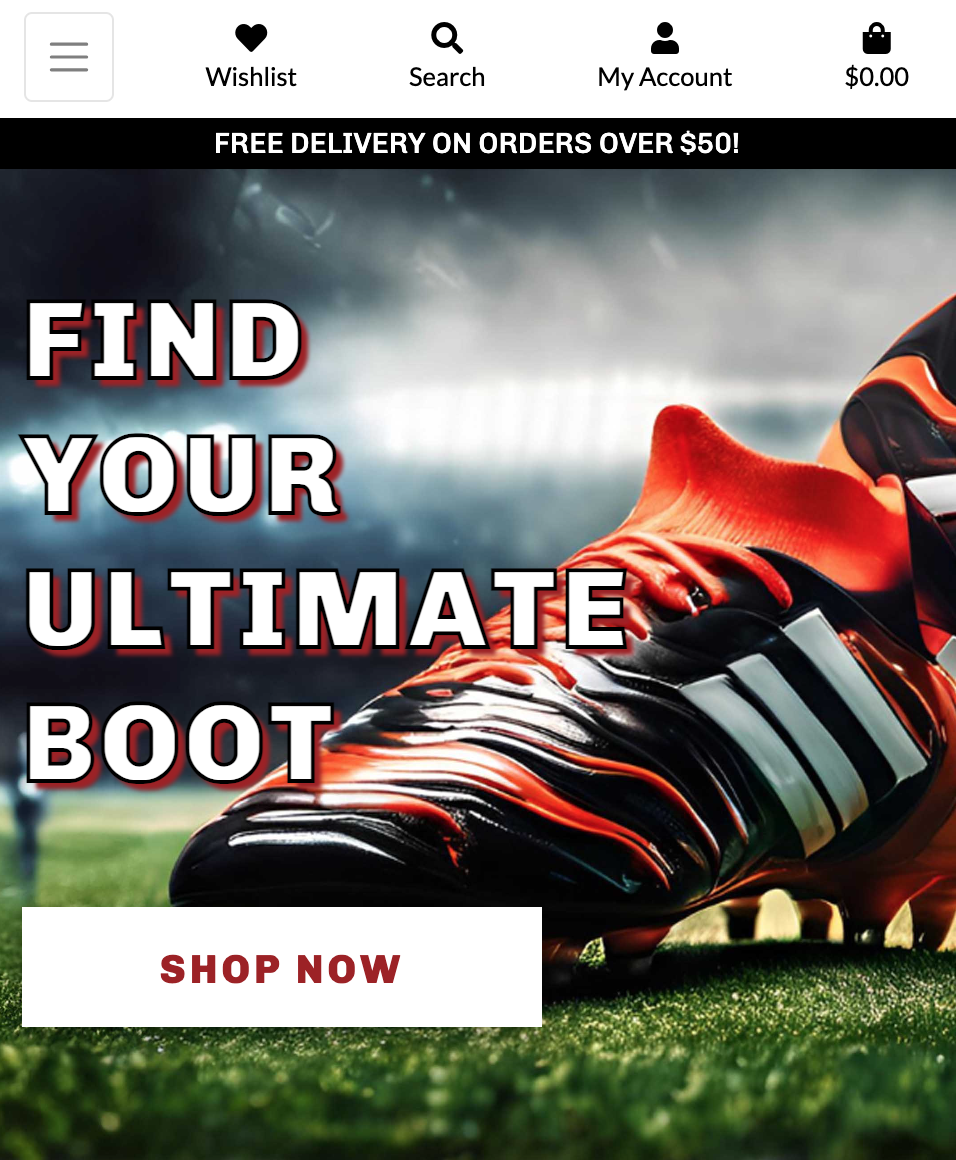 Wishlist
Search
My Account
$0.00
FREE DELIVERY ON ORDERS OVER $50!
FIND
YOUR
ULTIMATE
BOOT
SHOP NOW